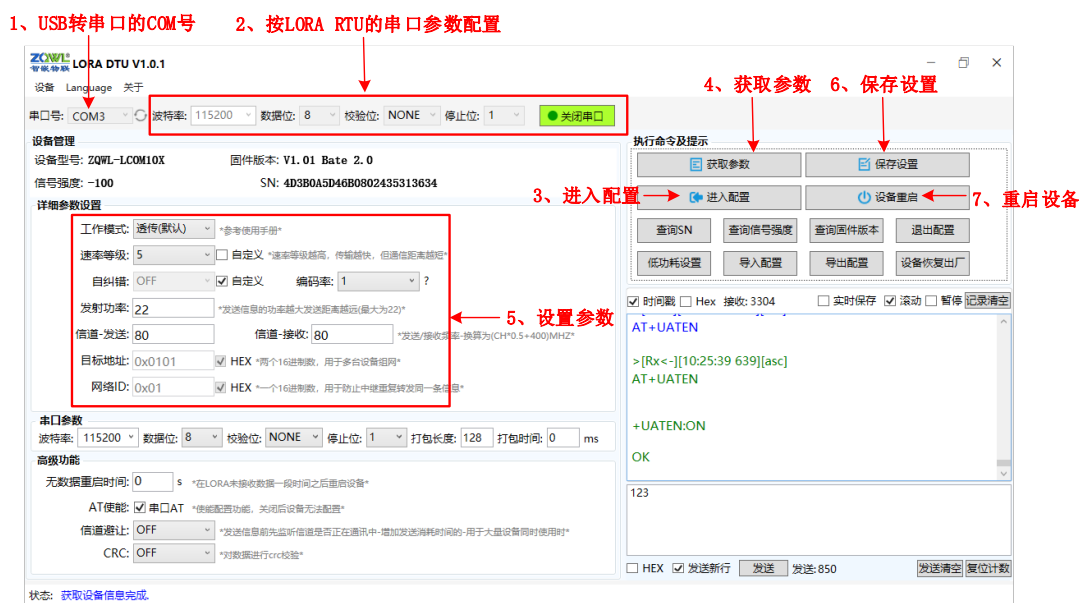 1、USB转串口的COM号 2、按LORA RTU的串口参数配置
ZQWL 智嵌物联 LORA DTU V1.0.1
设备 Language 关于
4、获取参数 6、保存设置
串口号: COM3 波特率: 115200 数据位: 8 校验位: NONE 停止位: 1 关闭串口
设备管理
设备型号: ZQWL-LCOM10X 固件版本: V1.01 Bate 2.0
信号强度: -100 SN: 4D3B0A5D46B0802435313634
详细参数设置
工作模式: 透传(默认) *参考使用手册*
速率等级: 5 自定义 *速率等级越高，传输越快，但通信距离越短*
自纠错: OFF 自定义 编码率: 1 ?
发射功率: 22 *发送信息的功率越大发送距离越远(最大为22)*
信道-发送: 80 信道-接收: 80 *发送/接收频率-换算为(CH*0.5+400)MHZ*
目标地址: 0x0101 HEX *两个16进制数，用于多台设备组网*
网络ID: 0x01 HEX *一个16进制数，用于防止中继重复转发同一条信息*
5、设置参数
串口参数
波特率: 115200 数据位: 8 校验位: NONE 停止位: 1 打包长度: 128 打包时间: 0 ms
高级功能
无数据重启时间: 0 s *在LORA未接收数据一段时间之后重启设备*
AT使能: 串口AT *使能配置功能，关闭后设备无法配置*
信道避让: OFF *发送信息前先监听信道是否正在通讯中-增加发送消耗时间的-用于大量设备同时使用时*
CRC: OFF *对数据进行crc校验*
执行命令及提示
获取参数 保存设置
3、进入配置 进入配置 设备重启 7、重启设备
查询SN 查询信号强度 查询固件版本 退出配置
低功耗设置 导入配置 导出配置 设备恢复出厂
时间戳 Hex 接收: 3304 实时保存 滚动 暂停 记录清空
AT+UATEN
>[Rx<-][10:25:39 639][asc]
AT+UATEN
+UATEN:ON
OK
123
HEX 发送新行 发送 发送:850 发送清空 复位计数
状态: 获取设备信息完成.